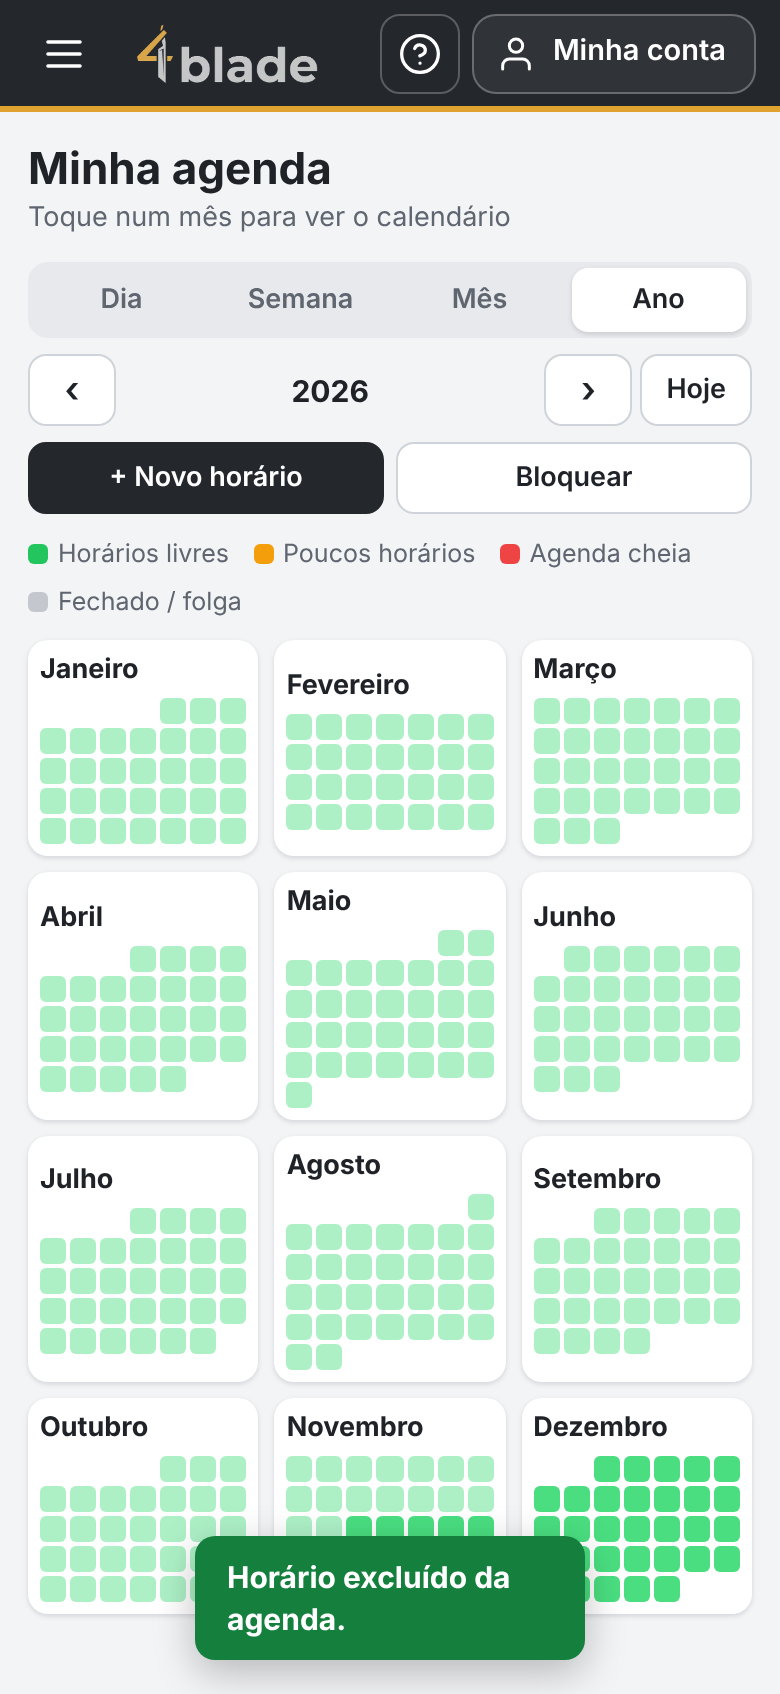 4blade
Minha conta
Minha agenda
Toque num mês para ver o calendário
Dia Semana Mês Ano
‹ 2026 › Hoje
+ Novo horário Bloquear
Horários livres Poucos horários Agenda cheia
Fechado / folga
Janeiro Fevereiro Março
Abril Maio Junho
Julho Agosto Setembro
Outubro Novembro Dezembro
Horário excluído da
agenda.